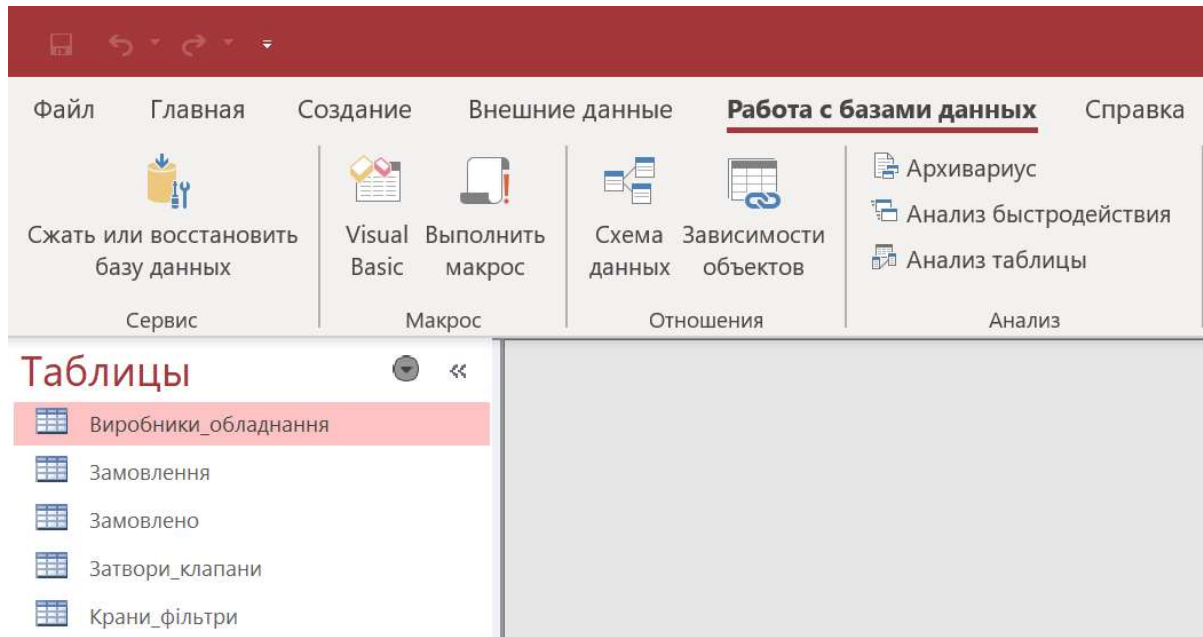 Файл Главная Создание Внешние данные Работа с базами данных Справка
Сжать или восстановить
базу данных
Сервис
Visual
Basic
Выполнить
макрос
Макрос
Схема
данных
Зависимости
объектов
Отношения
Архивариус
Анализ быстродействия
Анализ таблицы
Анализ
Таблицы
Виробники_обладнання
Замовлення
Замовлено
Затвори_клапани
Крани_фільтри